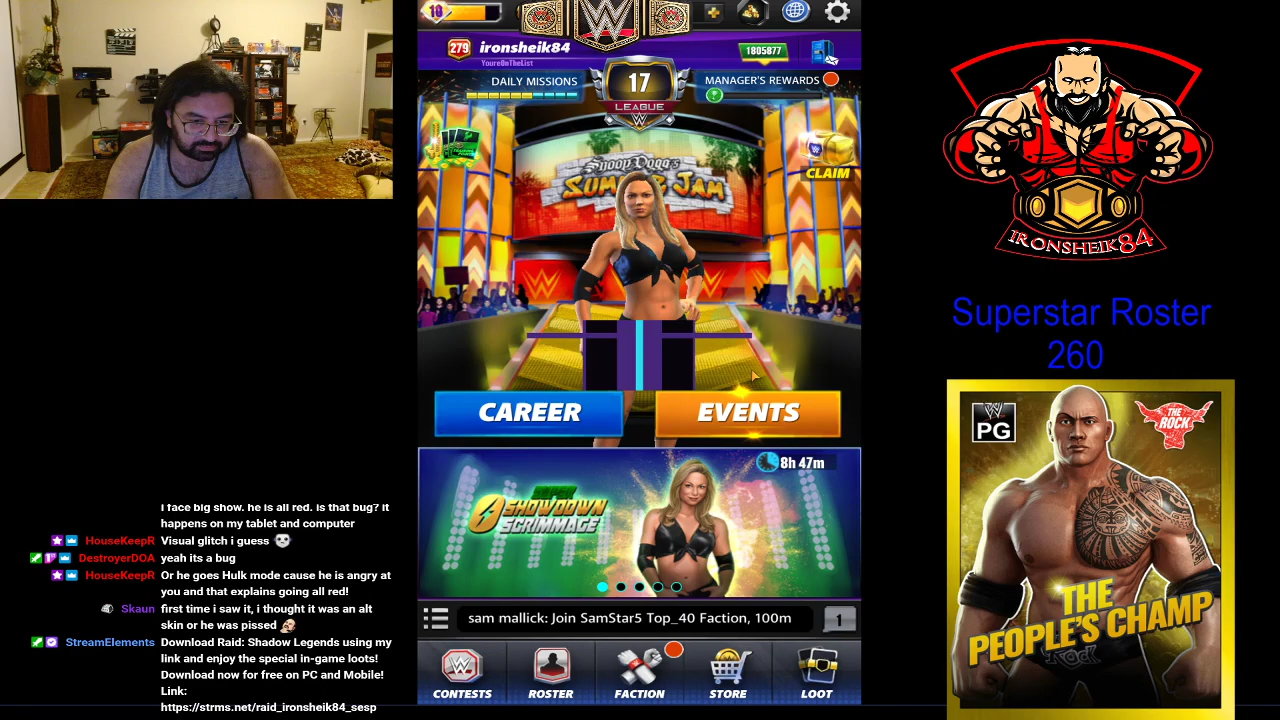 18
279 ironsheik84
YoureOnTheList
1805877
DAILY MISSIONS
17
LEAGUE
MANAGER'S REWARDS
CLAIM
Snoop Dogg's
SUMMER JAM
CAREER
EVENTS
8h 47m
SUPER
SHOWDOWN
SCRIMMAGE
sam mallick: Join SamStar5 Top_40 Faction, 100m
1
CONTESTS
ROSTER
FACTION
STORE
LOOT
I face big show. he is all red. is that bug? it
happens on my tablet and computer
HouseKeepR Visual glitch i guess
DestroyerDOA yeah its a bug
HouseKeepR Or he goes Hulk mode cause he is angry at
you and that explains going all red!
Skaun first time i saw it, i thought it was an alt
skin or he was pissed
StreamElements Download Raid: Shadow Legends using my
link and enjoy the special in-game loots!
Download now for free on PC and Mobile!
Link:
https://strms.net/raid_ironsheik84_sesp
IRONSHEIK84
Superstar Roster
260
W
PG
THE
ROCK
THE
PEOPLE'S CHAMP
Rock